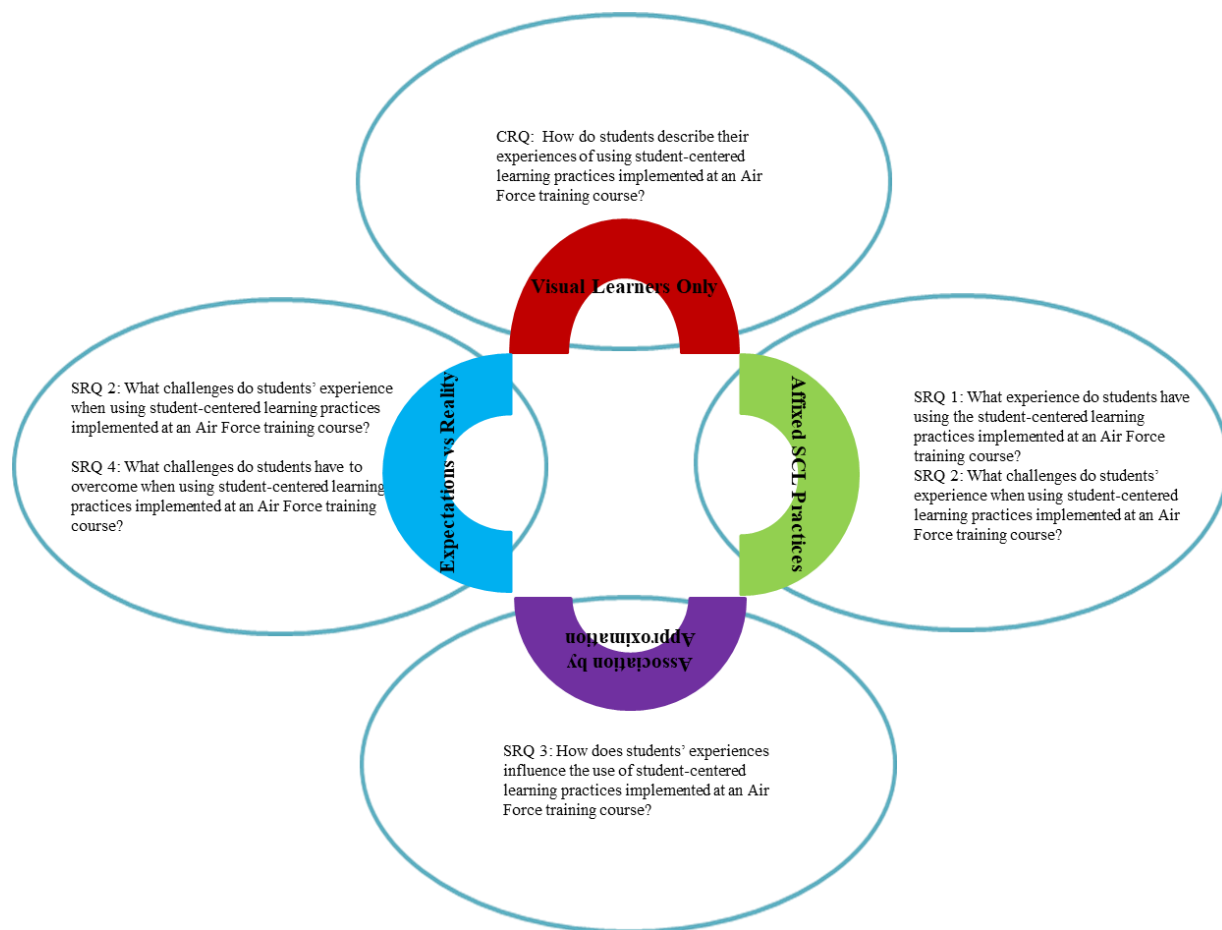 CRQ:  How do students describe their
experiences of using student-centered
learning practices implemented at an Air
Force training course?
Visual Learners Only
Expectations vs Reality
SRQ 2: What challenges do students’ experience
when using student-centered learning practices
implemented at an Air Force training course?
SRQ 4: What challenges do students have to
overcome when using student-centered learning
practices implemented at an Air Force training
course?
Affixed SCL Practices
SRQ 1: What experience do students have
using the student-centered learning
practices implemented at an Air Force
training course?
SRQ 2: What challenges do students’
experience when using student-centered
learning practices implemented at an Air
Force training course?
Association by
Approximation
SRQ 3: How does students’ experiences
influence the use of student-centered
learning practices implemented at an Air
Force training course?